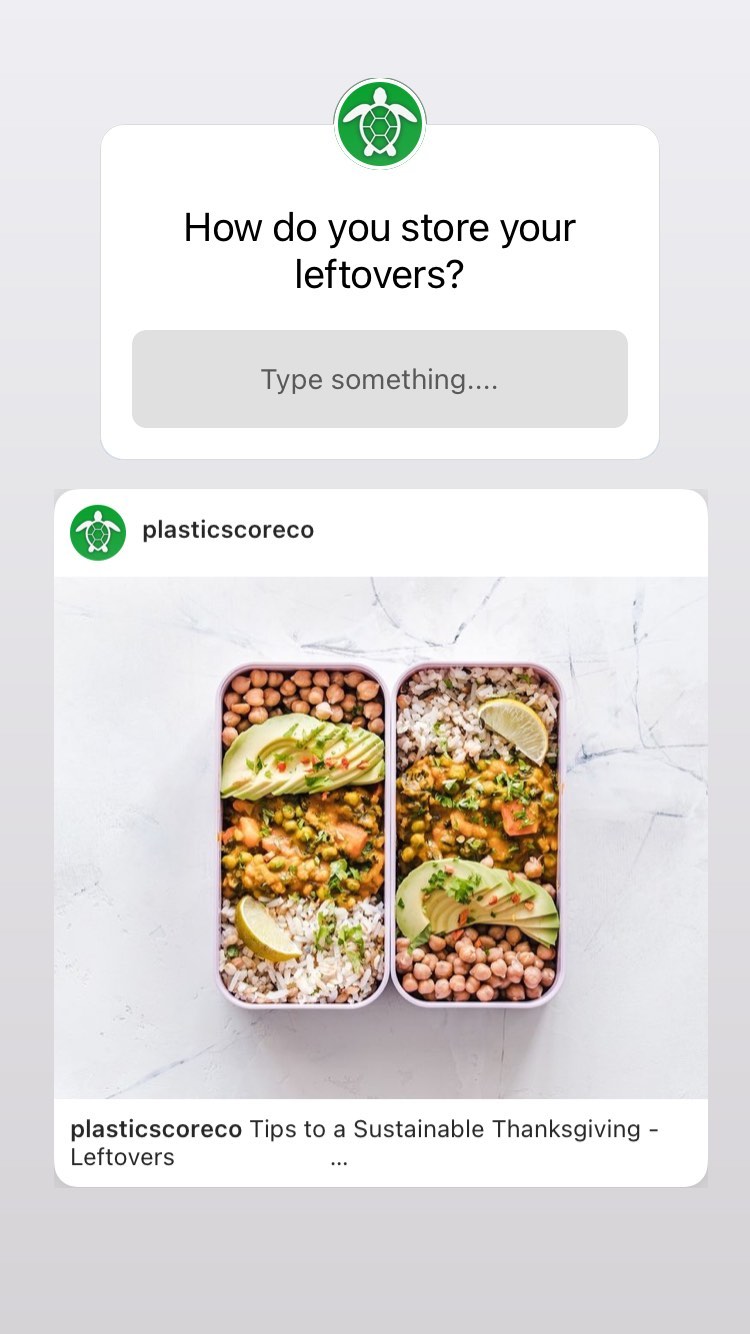 How do you store your
leftovers?
Type something....
plasticscoreco
plasticscoreco Tips to a Sustainable Thanksgiving -
Leftovers ...